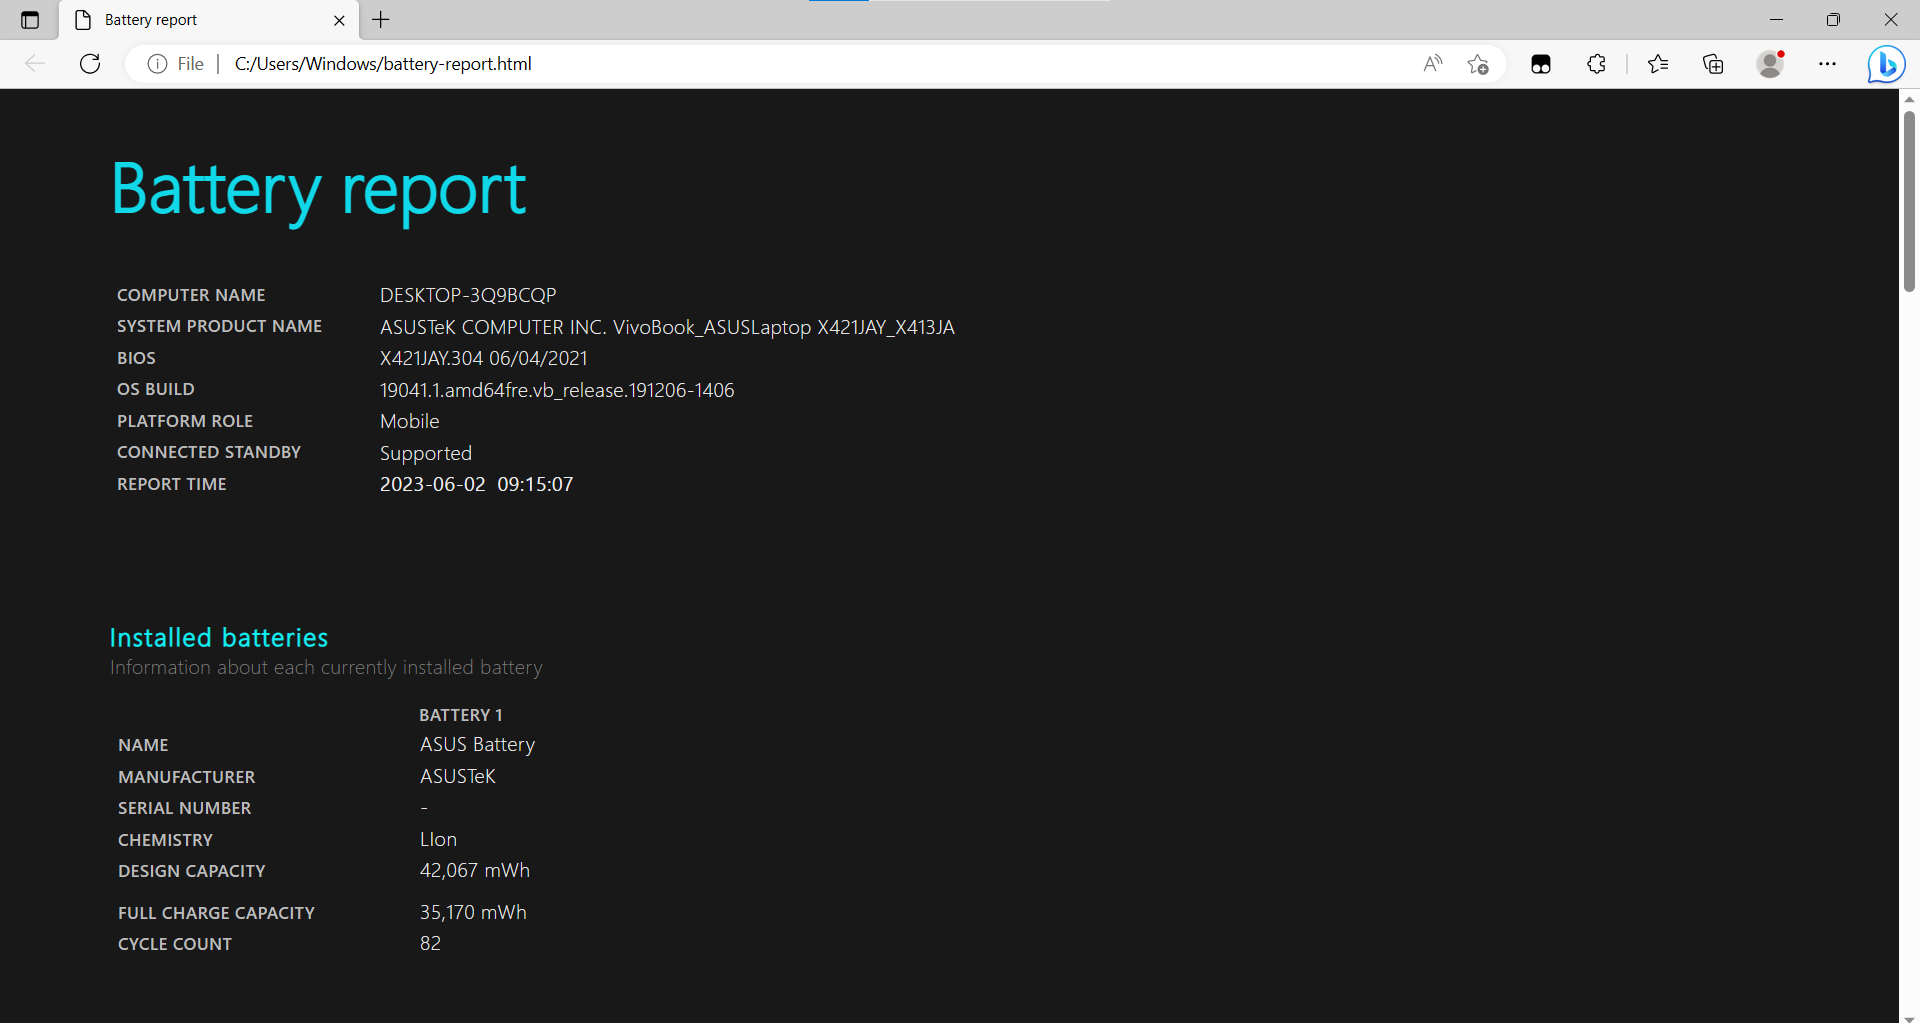 Battery report
File
C:/Users/Windows/battery-report.html
Battery report
COMPUTER NAME DESKTOP-3Q9BCQP
SYSTEM PRODUCT NAME ASUSTeK COMPUTER INC. VivoBook_ASUSLaptop X421JAY_X413JA
BIOS X421JAY.304 06/04/2021
OS BUILD 19041.1.amd64fre.vb_release.191206-1406
PLATFORM ROLE Mobile
CONNECTED STANDBY Supported
REPORT TIME 2023-06-02 09:15:07
Installed batteries
Information about each currently installed battery
BATTERY 1
NAME ASUS Battery
MANUFACTURER ASUSTeK
SERIAL NUMBER -
CHEMISTRY LIon
DESIGN CAPACITY 42,067 mWh
FULL CHARGE CAPACITY 35,170 mWh
CYCLE COUNT 82